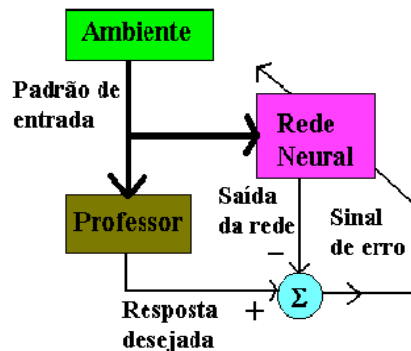 Ambiente
Padrão de
entrada
Rede
Neural
Professor
Saída
da rede
Sinal
de erro
−
Σ
+
Resposta
desejada